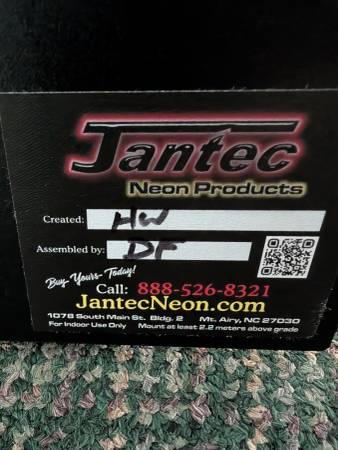 Jantec
Neon Products
Created: HW
Assembled by: DF
Buy Yours Today!
Call: 888-526-8321
JantecNeon.com
1078 South Main St. Bldg. 2 Mt. Airy, NC 27030
For Indoor Use Only Mount at least 2.2 meters above grade